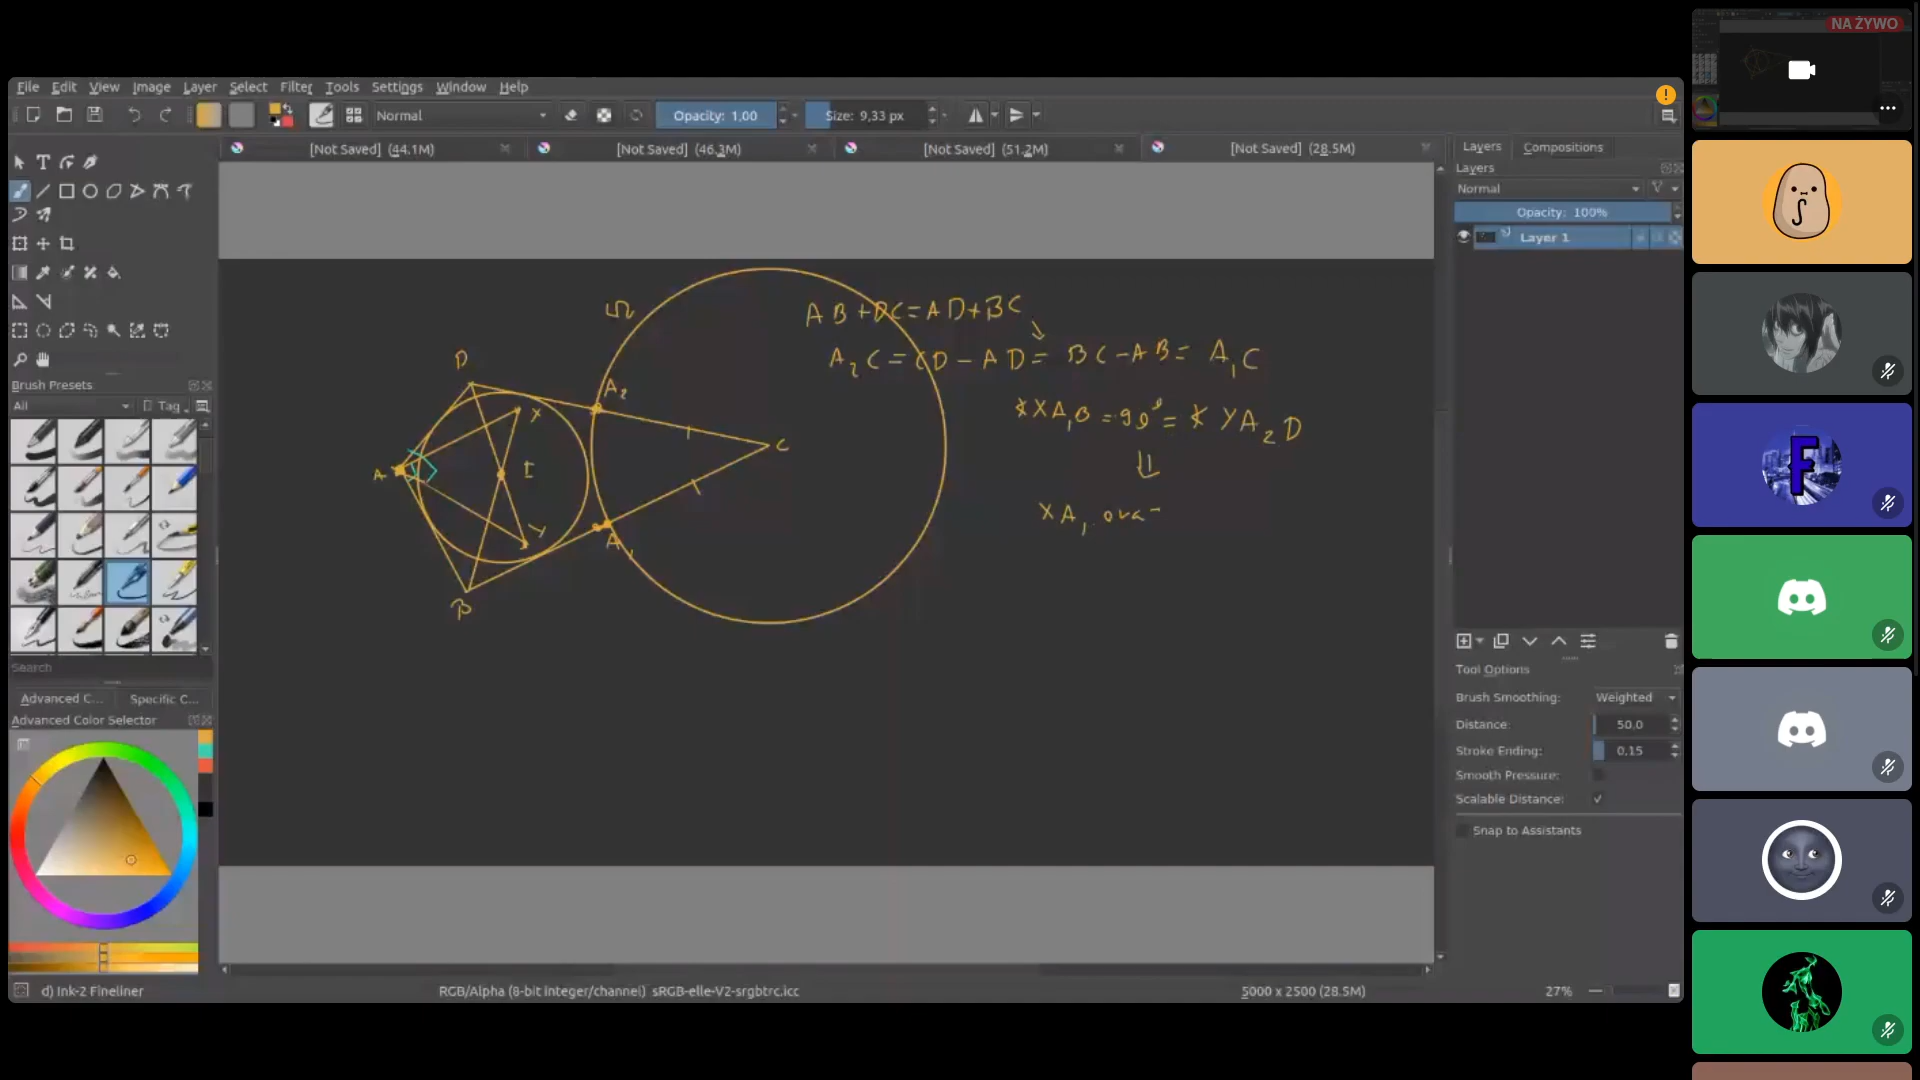 NA ŻYWO
File Edit View Image Layer Select Filter Tools Settings Window Help
Normal Opacity: 1,00 Size: 9,33 px
[Not Saved] (44.1M) [Not Saved] (46.3M) [Not Saved] (51.2M) [Not Saved] (28.5M)
Layers Compositions
Layers
Normal
Opacity: 100%
Layer 1
Brush Presets
All Tag
Search
Advanced C... Specific C...
Advanced Color Selector
Ω
D
A₂
X
C
A
I
Y
A₁
B
AB+DC=AD+BC
A₂C=CD-AD= BC-AB= A₁C
∢XA₁B=90°=∢YA₂D
⇓
XA₁ oraz
Tool Options
Brush Smoothing: Weighted
Distance: 50,0
Stroke Ending: 0,15
Smooth Pressure:
Scalable Distance: ✓
Snap to Assistants
d) Ink-2 Fineliner RGB/Alpha (8-bit integer/channel) sRGB-elle-V2-srgbtrc.icc 5000 x 2500 (28.5M) 27%